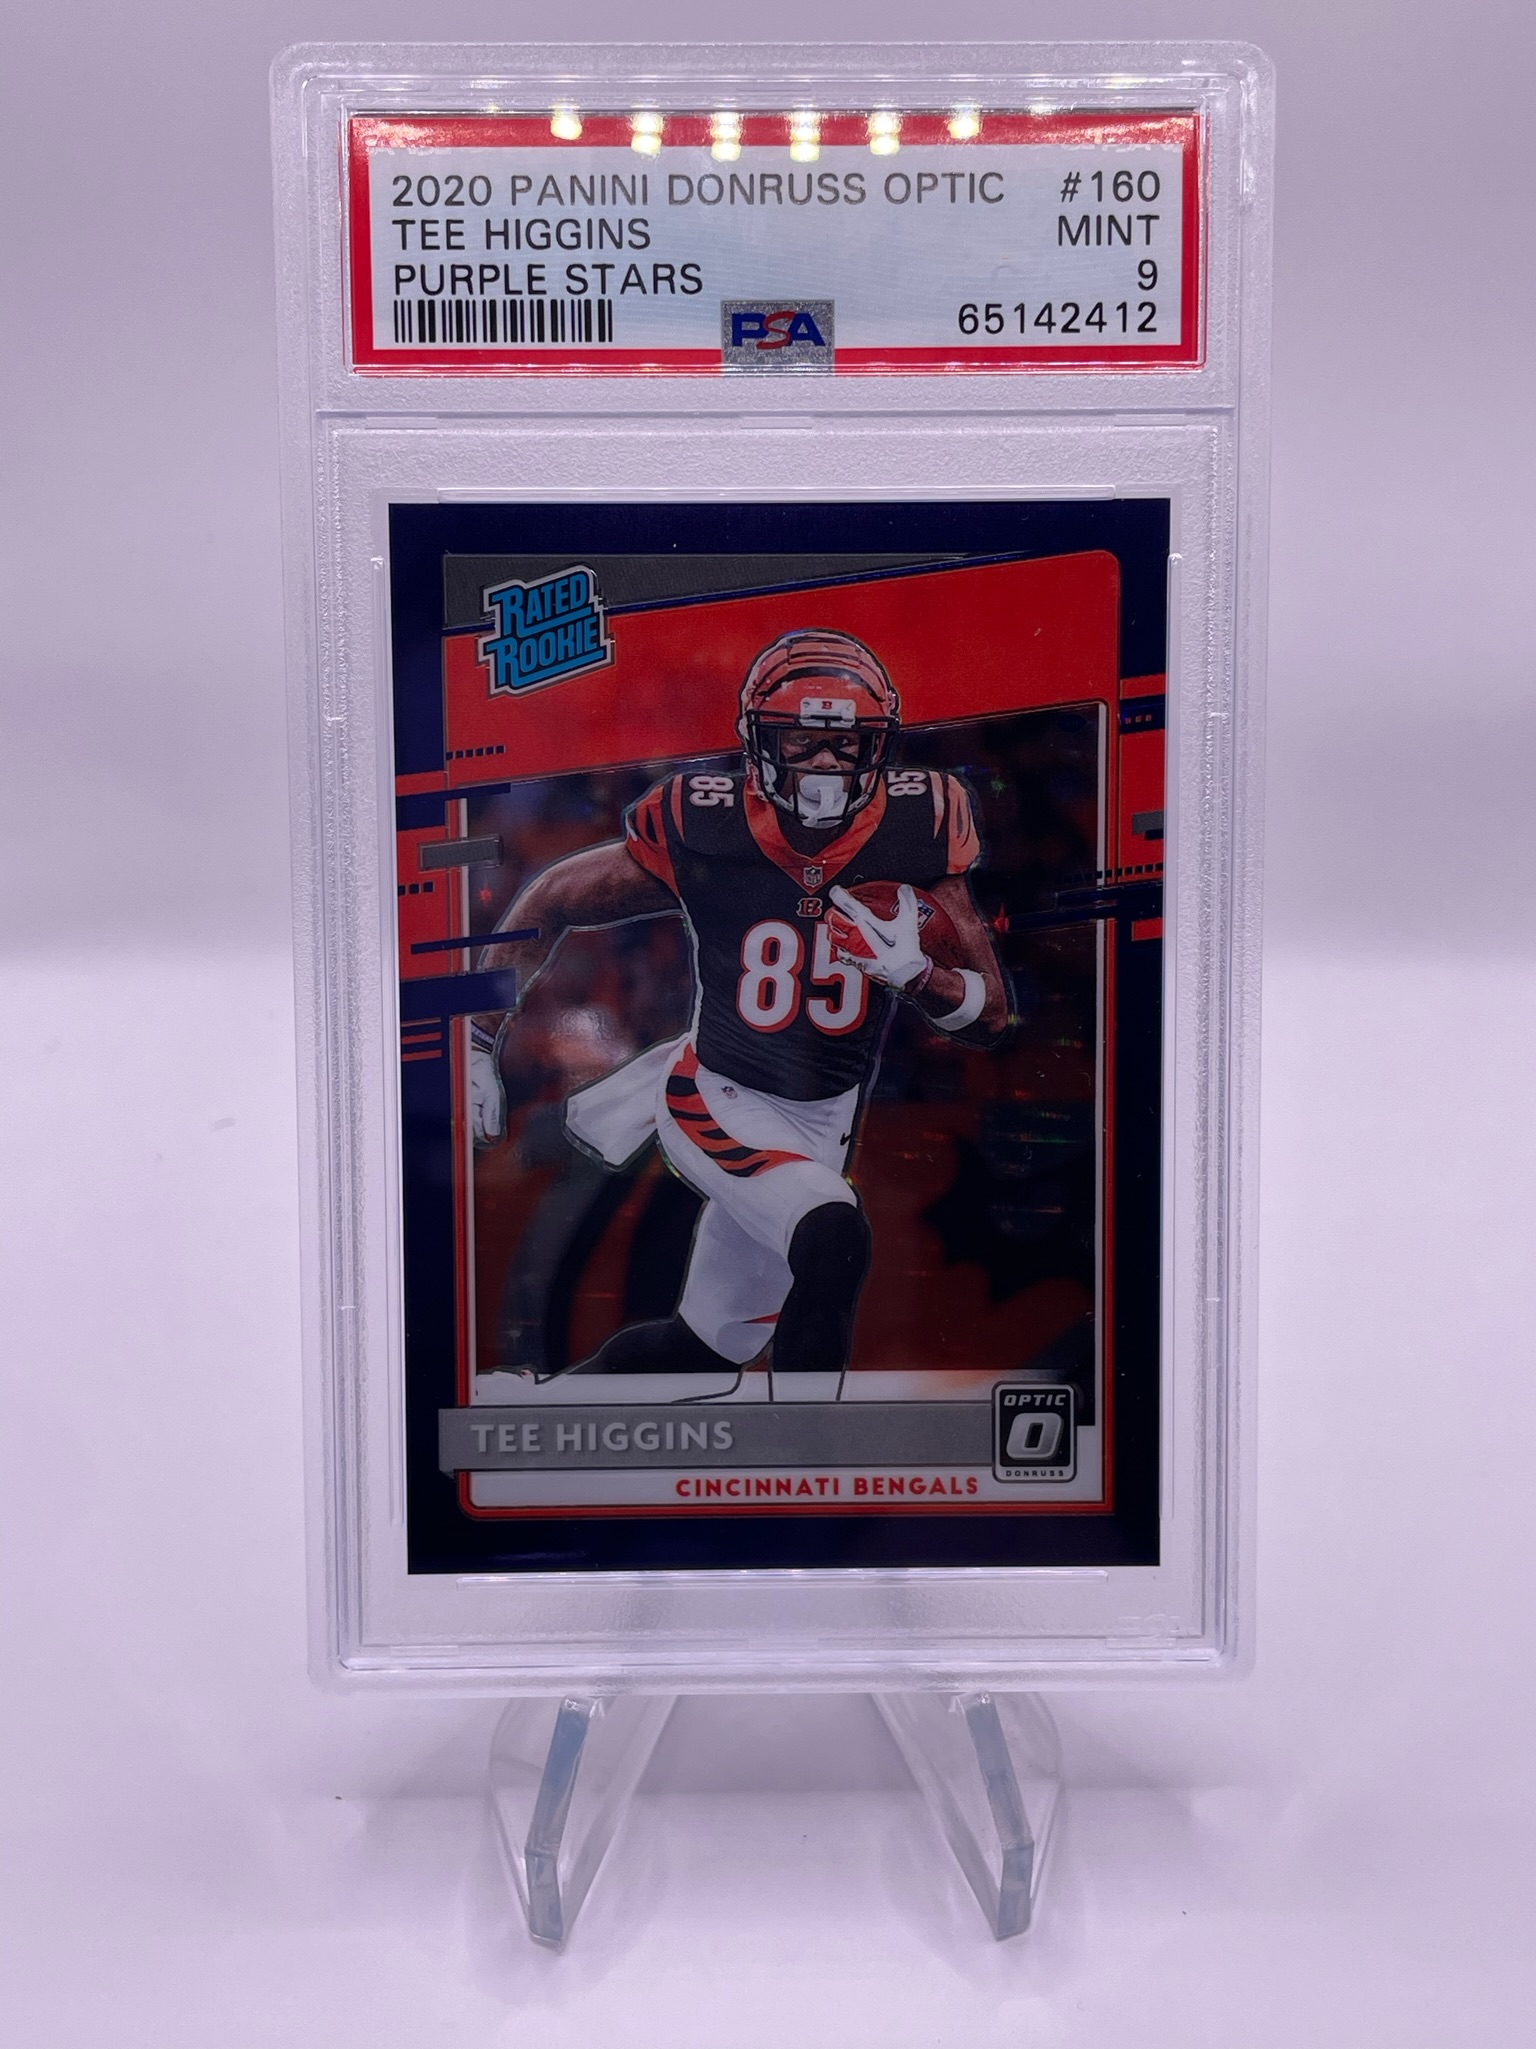 2020 PANINI DONRUSS OPTIC #160
TEE HIGGINS MINT
PURPLE STARS 9
PSA 65142412
RATED
ROOKIE
85 85
85
TEE HIGGINS
OPTIC
O
DONRUSS
CINCINNATI BENGALS